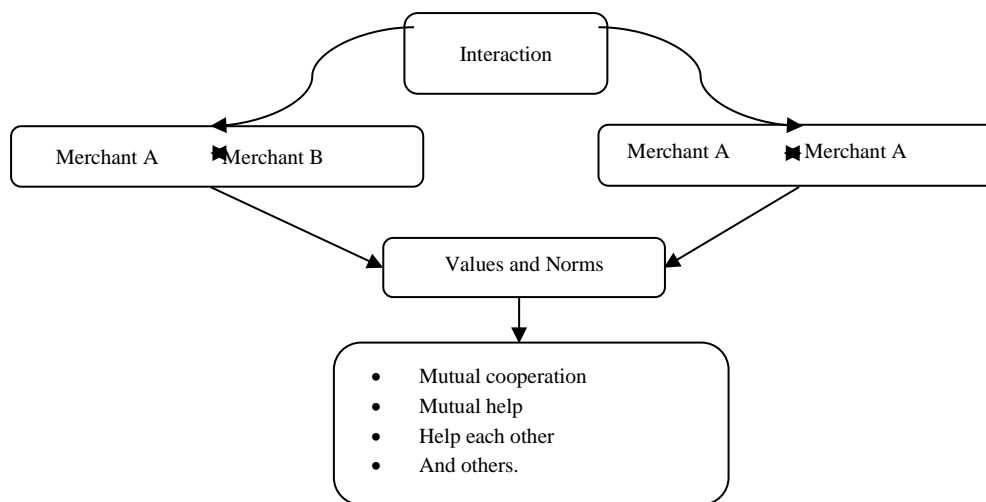 Interaction
Merchant A Merchant B
Merchant A Merchant A
Values and Norms
• Mutual cooperation
• Mutual help
• Help each other
• And others.